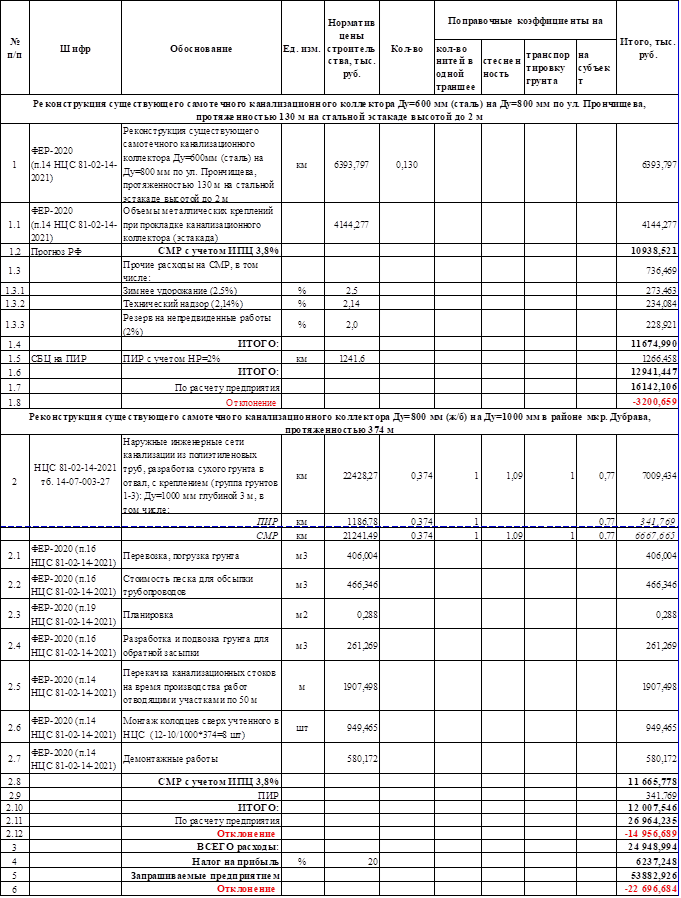 № п/п | Шифр | Обоснование | Ед. изм. | Норматив цены строитель ства, тыс. руб. | Кол-во | Поправочные коэффициенты на | Итого, тыс. руб.
кол-во нитей в одной траншее | стеснен ность | транспор тировку грунта | на субъек т
Реконструкция существующего самотечного канализационного коллектора Ду=600 мм (сталь) на Ду=800 мм по ул. Прончищева,
протяженностью 130 м на стальной эстакаде высотой до 2 м
1 | ФЕР-2020 (п.14 НЦС 81-02-14-2021) | Реконструкция существующего самотечного канализационного коллектора Ду=600мм (сталь) на Ду=800 мм по ул. Прончищева, протяженностью 130 м на стальной эстакаде высотой до 2 м | км | 6393,797 | 0,130 | 6393,797
1.1 | ФЕР-2020 (п.14 НЦС 81-02-14-2021) | Объемы металлических креплений при прокладке канализационного коллектора (эстакада) | 4144,277 | 4144,277
1.2 | Прогноз РФ | СМР с учетом ИПЦ 3,8% | 10938,521
1.3 | Прочие расходы на СМР, в том числе: | 736,469
1.3.1 | Зимнее удорожание (2,5%) | % | 2,5 | 273,463
1.3.2 | Технический надзор (2,14%) | % | 2,14 | 234,084
1.3.3 | Резерв на непредвиденные работы (2%) | % | 2,0 | 228,921
1.4 | ИТОГО: | 11674,990
1.5 | СБЦ на ПИР | ПИР с учетом НР=2% | км | 1241,6 | 1266,458
1.6 | ИТОГО: | 12941,447
1.7 | По расчету предприятия | 16142,106
1.8 | Отклонение | -3200,659
Реконструкция существующего самотечного канализационного коллектора Ду=800 мм (ж/б) на Ду=1000 мм в районе мкр. Дубрава,
протяженностью 374 м
2 | НЦС 81-02-14-2021 тб. 14-07-003-27 | Наружные инженерные сети канализации из полиэтиленовых труб, разработка сухого грунта в отвал, с креплением (группа грунтов 1-3): Ду=1000 мм глубиной 3 м, в том числе: | км | 22428,27 | 0,374 | 1 | 1,09 | 1 | 0,77 | 7009,434
ПИР | км | 1186,78 | 0,374 | 1 | 0,77 | 341,769
СМР | км | 21241,49 | 0,374 | 1 | 1,09 | 1 | 0,77 | 6667,665
2.1 | ФЕР-2020 (п.16 НЦС 81-02-14-2021) | Перевозка, погрузка грунта | м3 | 406,004 | 406,004
2.2 | ФЕР-2020 (п.16 НЦС 81-02-14-2021) | Стоимость песка для обсыпки трубопроводов | м3 | 466,346 | 466,346
2.3 | ФЕР-2020 (п.19 НЦС 81-02-14-2021) | Планировка | м2 | 0,288 | 0,288
2.4 | ФЕР-2020 (п.16 НЦС 81-02-14-2021) | Разработка и подвозка грунта для обратной засыпки | м3 | 261,269 | 261,269
2.5 | ФЕР-2020 (п.14 НЦС 81-02-14-2021) | Перекачка канализационных стоков на время производства работ отводящими участками по 50 м | м | 1907,498 | 1907,498
2.6 | ФЕР-2020 (п.14 НЦС 81-02-14-2021) | Монтаж колодцев сверх учтенного в НЦС (12-10/1000*374=8 шт) | шт | 949,465 | 949,465
2.7 | ФЕР-2020 (п.14 НЦС 81-02-14-2021) | Демонтажные работы | 580,172 | 580,172
2.8 | СМР с учетом ИПЦ 3,8% | 11 665,778
2.9 | ПИР | 341,769
2.10 | ИТОГО: | 12 007,546
2.11 | По расчету предприятия | 26 964,235
2.12 | Отклонение | -14 956,689
3 | ВСЕГО расходы: | 24 948,994
4 | Налог на прибыль | % | 20 | 6237,248
5 | Запрашиваемые предприятием | 53882,926
6 | Отклонение | -22 696,684